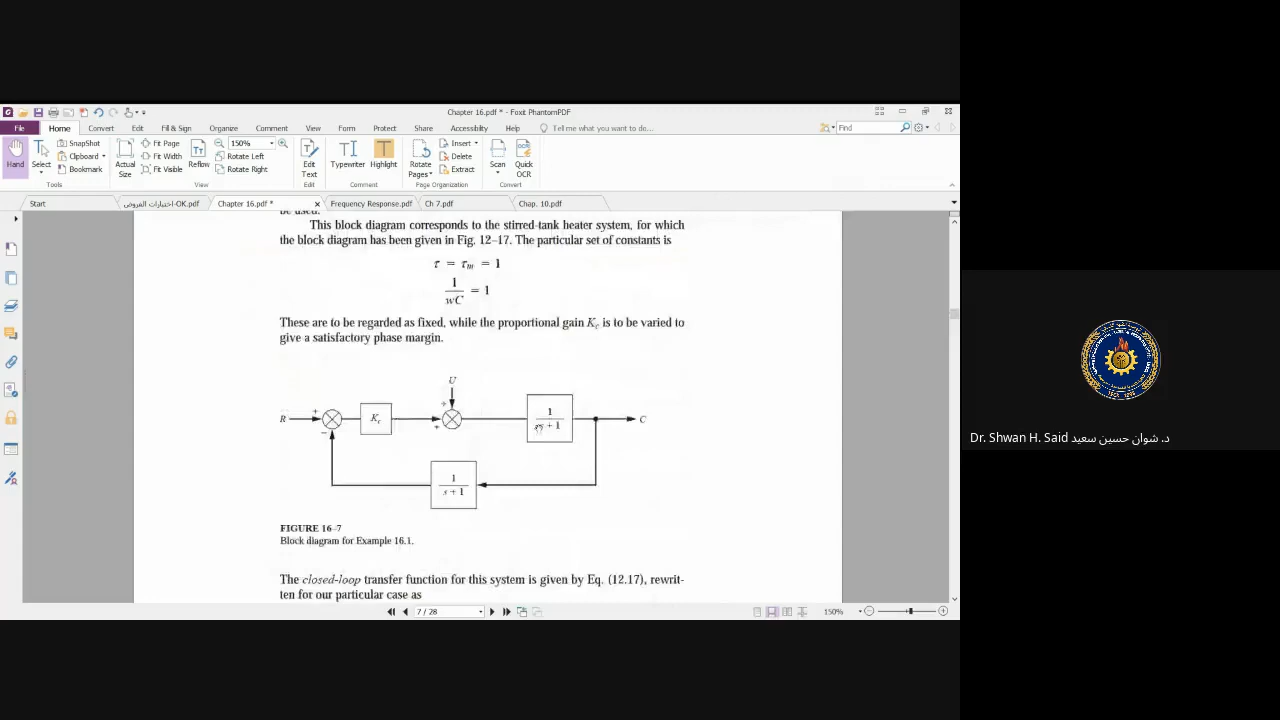 Chapter 16.pdf * - Foxit PhantomPDF
File Home Convert Edit Fill & Sign Organize Comment View Form Protect Share Accessibility Help Tell me what you want to do... Find
Hand
Select
SnapShot
Clipboard
Bookmark
Tools
Actual Size
Fit Page
Fit Width
Fit Visible
Reflow
150%
Rotate Left
Rotate Right
View
Edit Text
Edit
Typewriter
Highlight
Comment
Rotate Pages
Insert
Delete
Extract
Page Organization
Scan
Quick OCR
Convert
Start
اختبارات الفروض-OK.pdf
Chapter 16.pdf *
Frequency Response.pdf
Ch 7.pdf
Chap. 10.pdf
be used.
This block diagram corresponds to the stirred-tank heater system, for which
the block diagram has been given in Fig. 12–17. The particular set of constants is
τ = τm = 1
1
wC = 1
These are to be regarded as fixed, while the proportional gain Kc is to be varied to
give a satisfactory phase margin.
U
R + − Kc + + 1 C
+ 1
1
s + 1
FIGURE 16–7
Block diagram for Example 16.1.
The closed-loop transfer function for this system is given by Eq. (12.17), rewrit-
ten for our particular case as
7 / 28
150%
Dr. Shwan H. Said د. شوان حسين سعيد